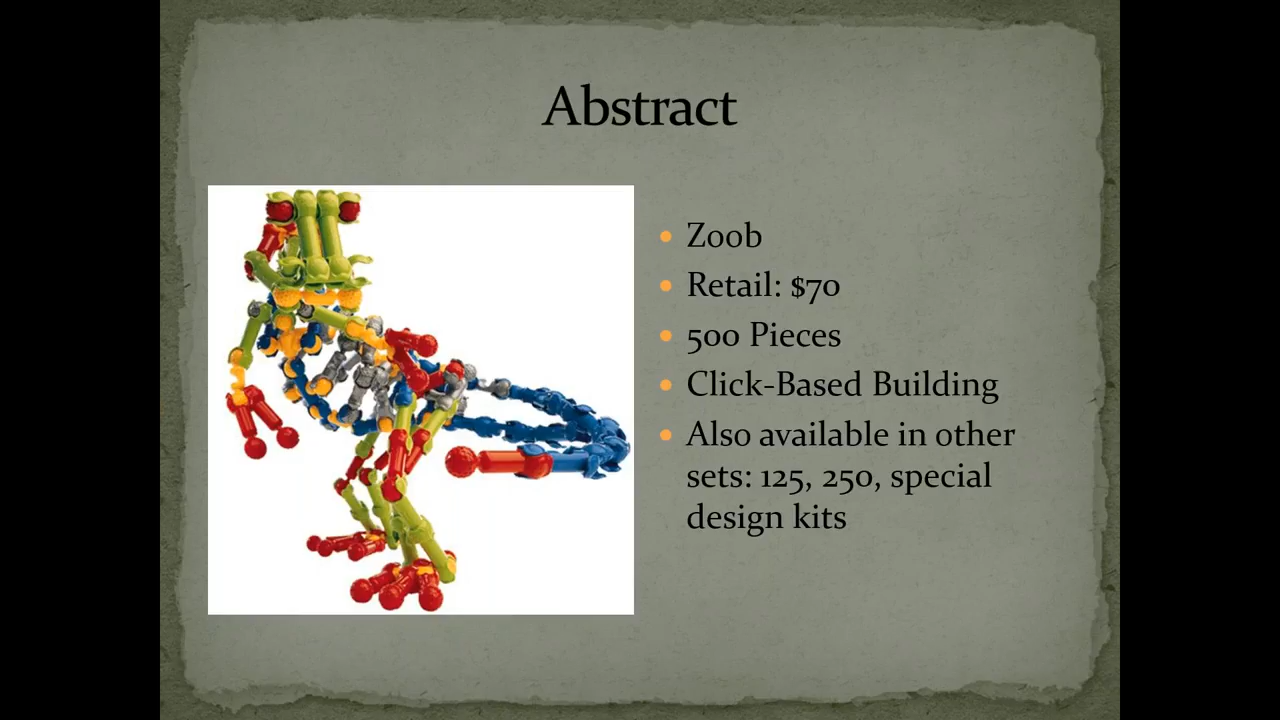 Abstract
Zoob
Retail: $70
500 Pieces
Click-Based Building
Also available in other
sets: 125, 250, special
design kits